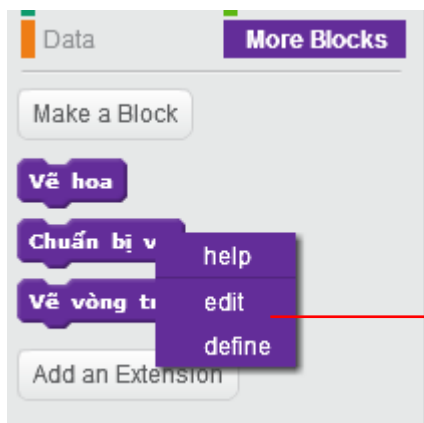 Data More Blocks
Make a Block
Vẽ hoa
Chuẩn bị
help
Vẽ vòng
edit
define
Add an Extension